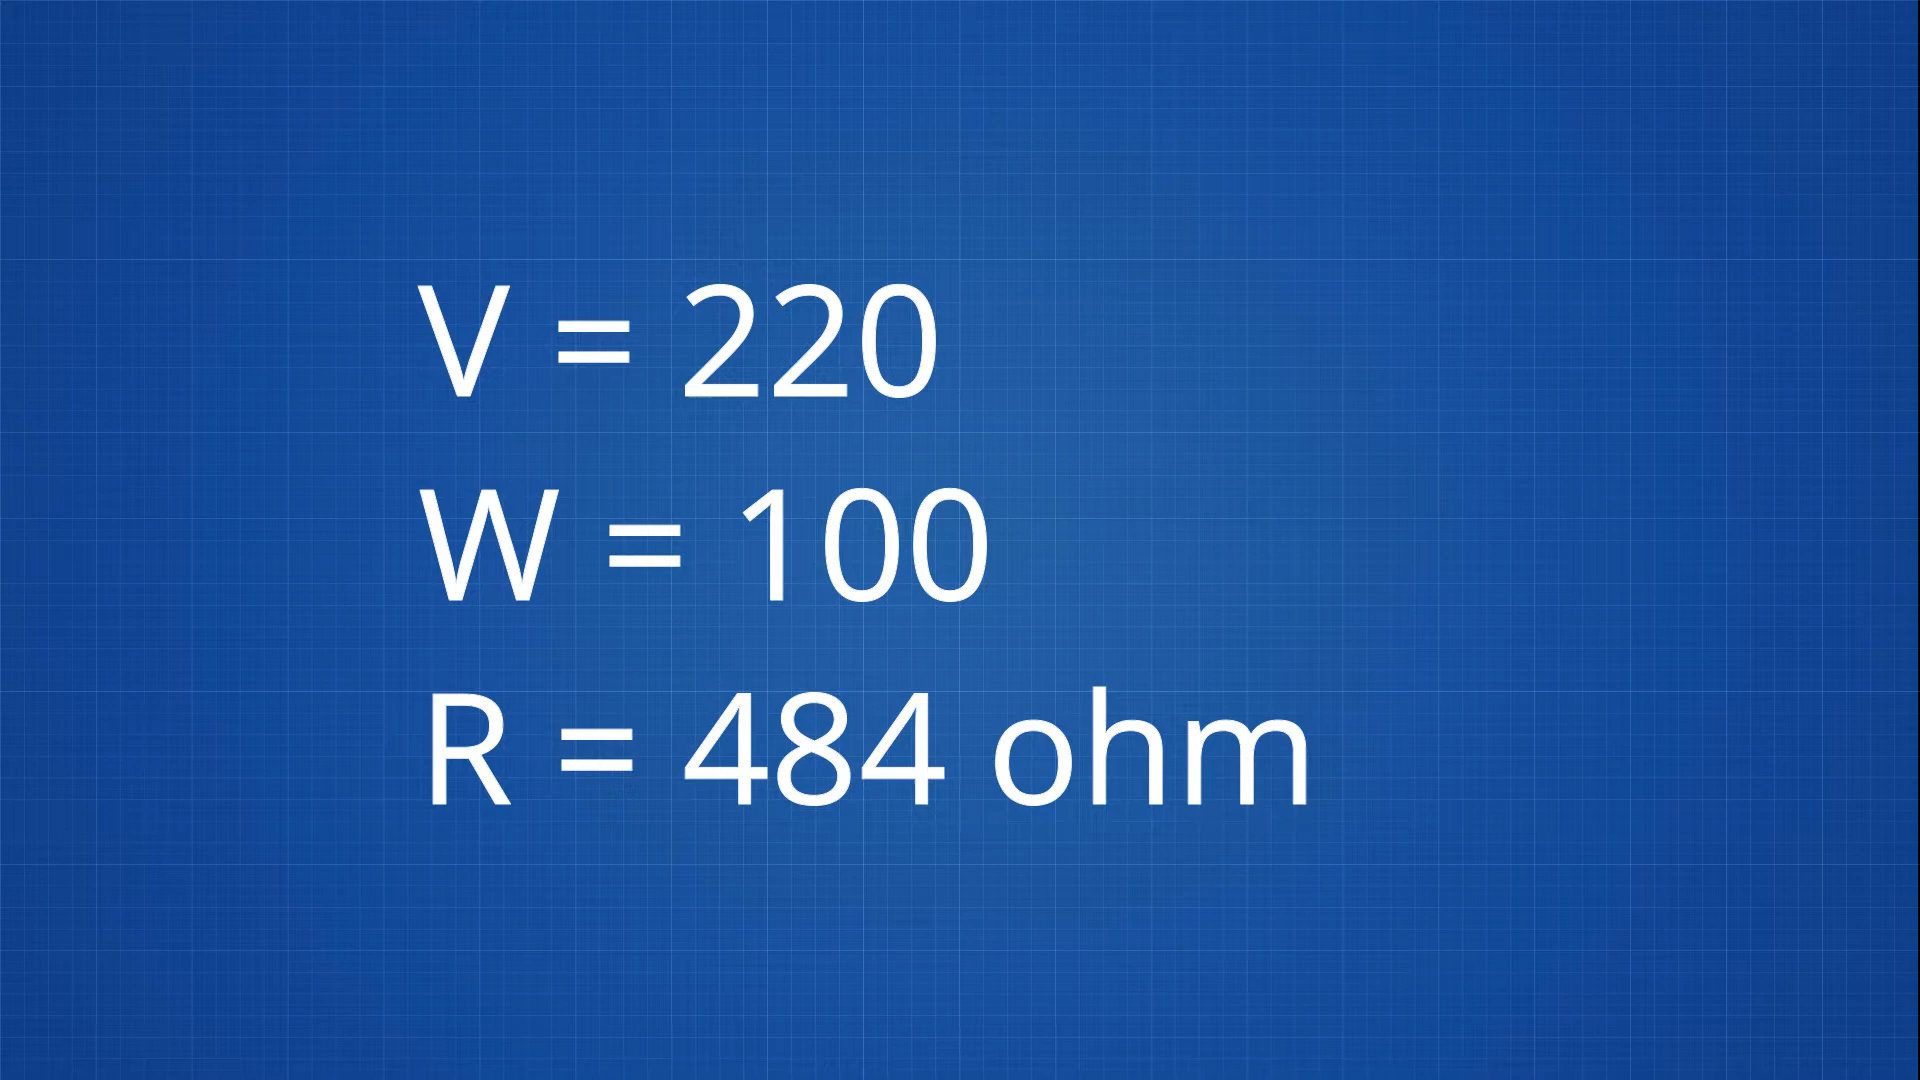 V = 220
W = 100
R = 484 ohm